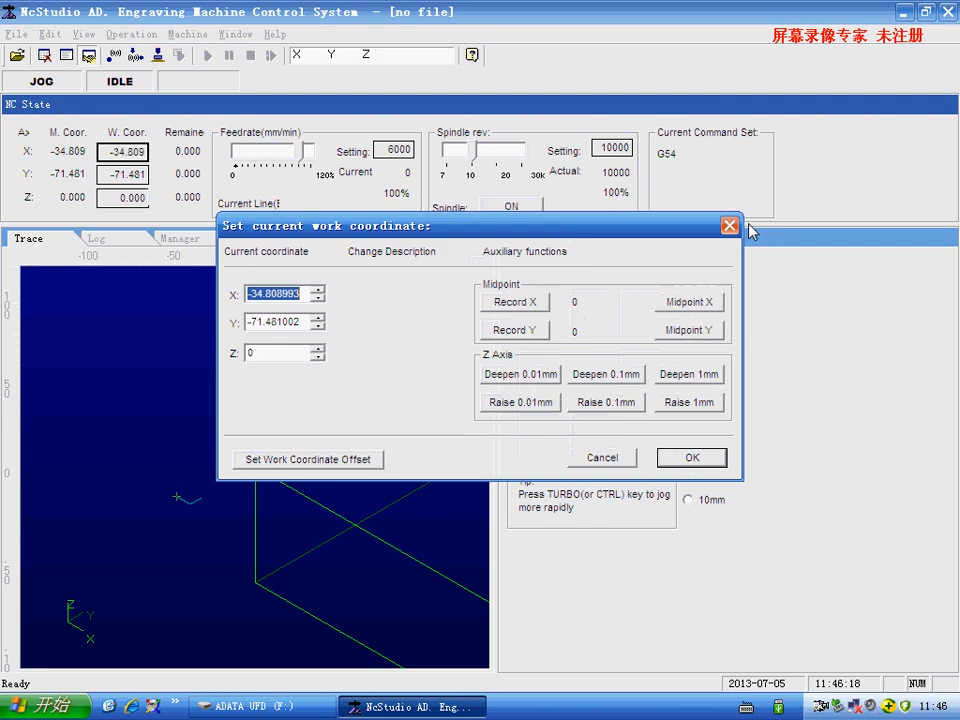 NcStudio AD. Engraving Machine Control System - [no file]
File Edit View Operation Machine Window Help
屏幕录像专家 未注册
X Y Z
JOG IDLE
NC State
A> M. Coor. W. Coor. Remaine
X: -34.809 -34.809 0.000
Y: -71.481 -71.481 0.000
Z: 0.000 0.000 0.000
Feedrate(mm/min)
Setting: 6000
0 120% Current 0
100%
Current Line(E
Spindle rev:
Setting: 10000
7 10 20 30k Actual: 10000
100%
Spindle: ON
Current Command Set:
G54
Trace Log Manager
-100 -50
Set current work coordinate:
Current coordinate Change Description Auxiliary functions
X: -34.808993
Y: -71.481002
Z: 0
Midpoint
Record X 0 Midpoint X
Record Y 0 Midpoint Y
Z Axis
Deepen 0.01mm Deepen 0.1mm Deepen 1mm
Raise 0.01mm Raise 0.1mm Raise 1mm
Set Work Coordinate Offset Cancel OK
Press TURBO(or CTRL) key to jog
more rapidly
10mm
Z
Y
X
Ready 2013-07-05 11:46:18 NUM
开始 ADATA UFD (F:) NcStudio AD. Eng... 11:46